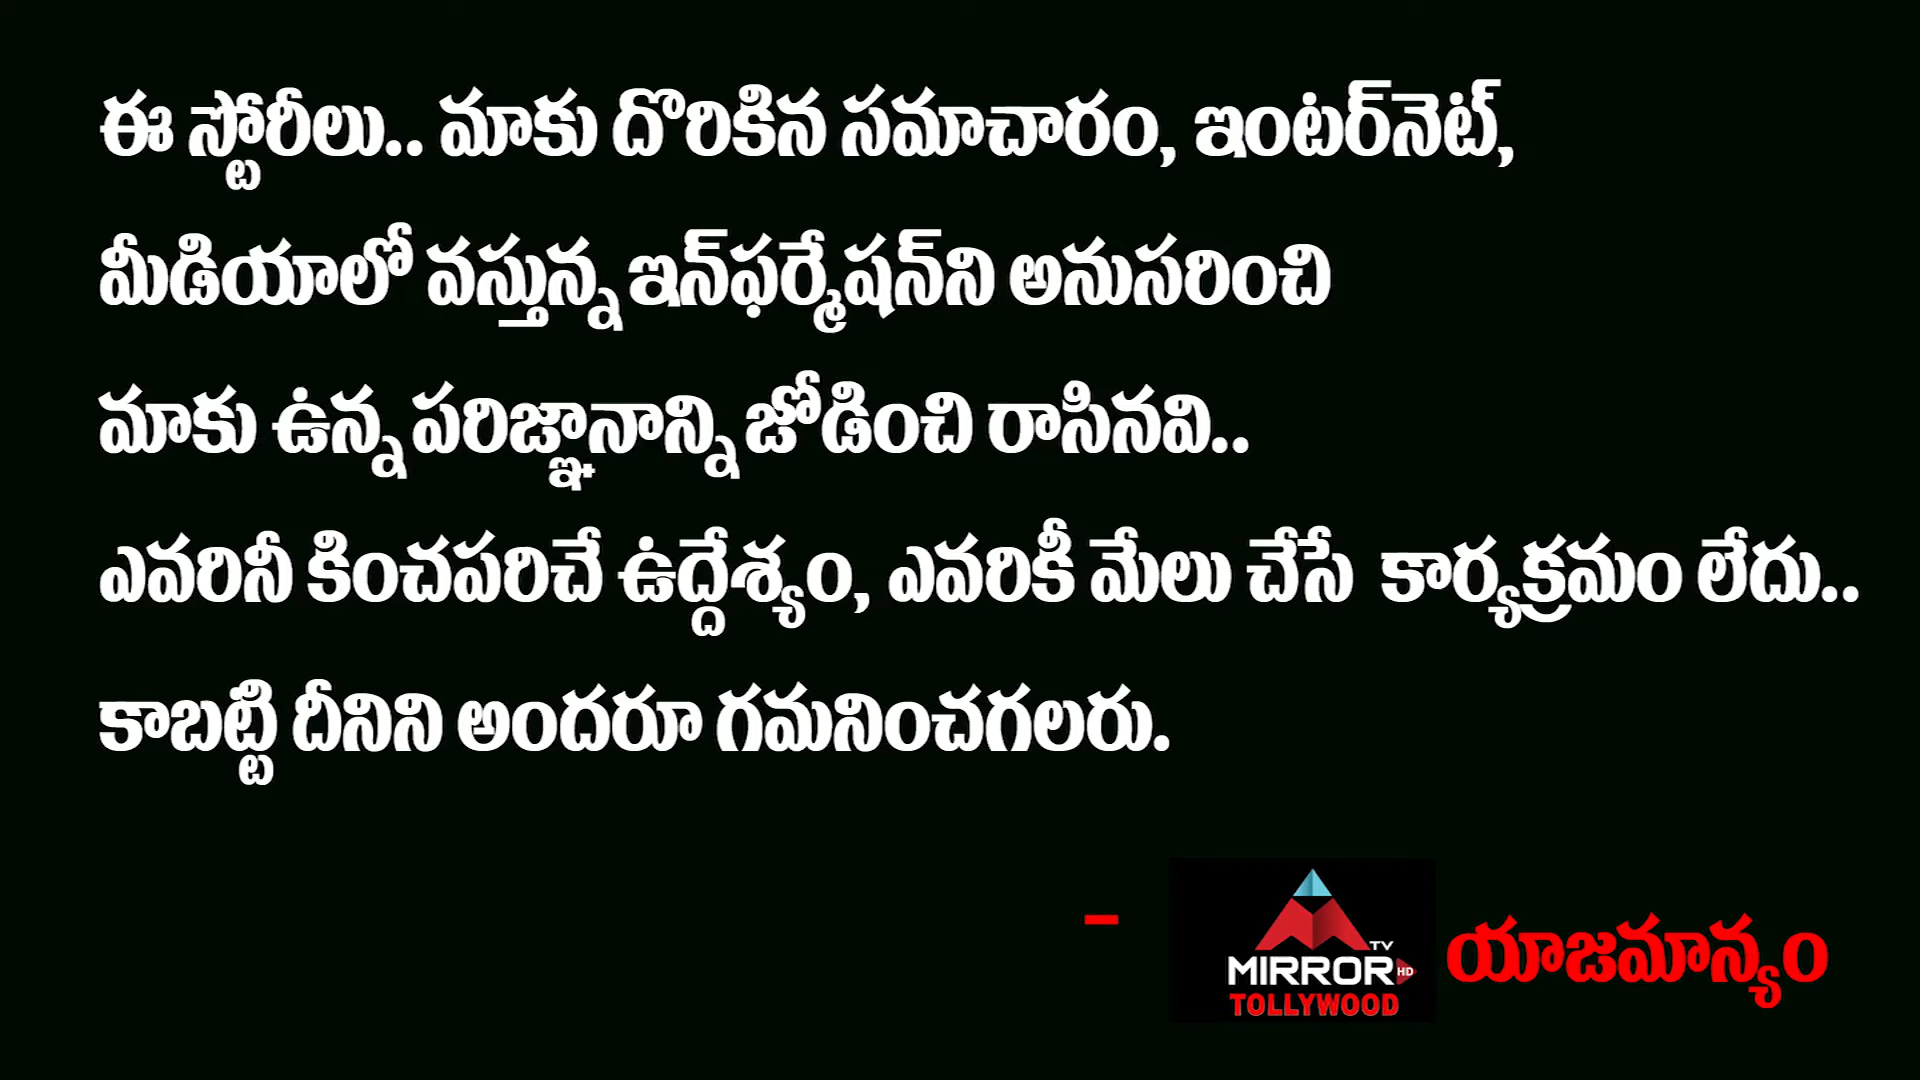 ఈ స్టోరీలు.. మాకు దొరికిన సమాచారం, ఇంటర్‌నెట్,
మీడియాలో వస్తున్న ఇన్‌ఫర్మేషన్‌ని అనుసరించి
మాకు ఉన్న పరిజ్ఞానాన్ని జోడించి రాసినవి..
ఎవరినీ కించపరిచే ఉద్దేశ్యం, ఎవరికీ మేలు చేసే కార్యక్రమం లేదు..
కాబట్టి దీనిని అందరూ గమనించగలరు.
- యాజమాన్యం
TV
MIRROR HD
TOLLYWOOD